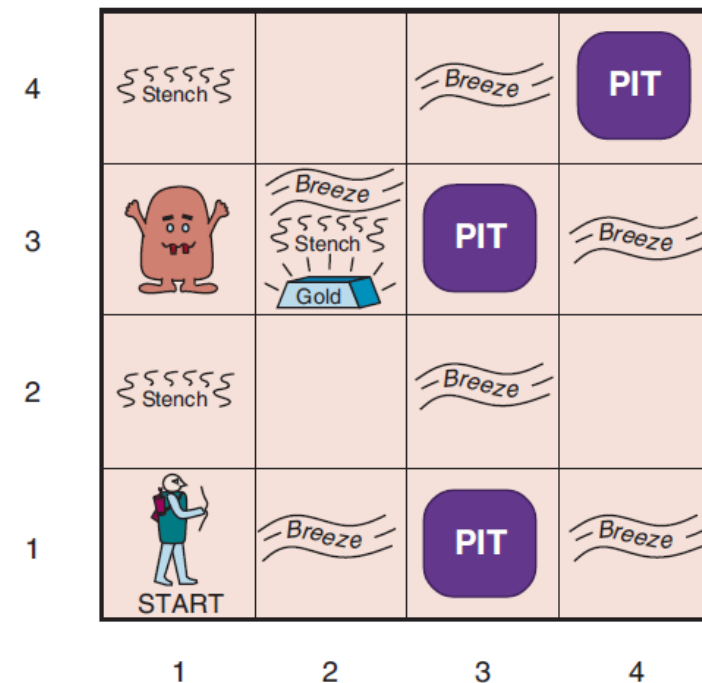 4
Stench
Breeze
PIT
3
Breeze
Stench
Gold
PIT
Breeze
2
Stench
Breeze
1
START
Breeze
PIT
Breeze
1 2 3 4